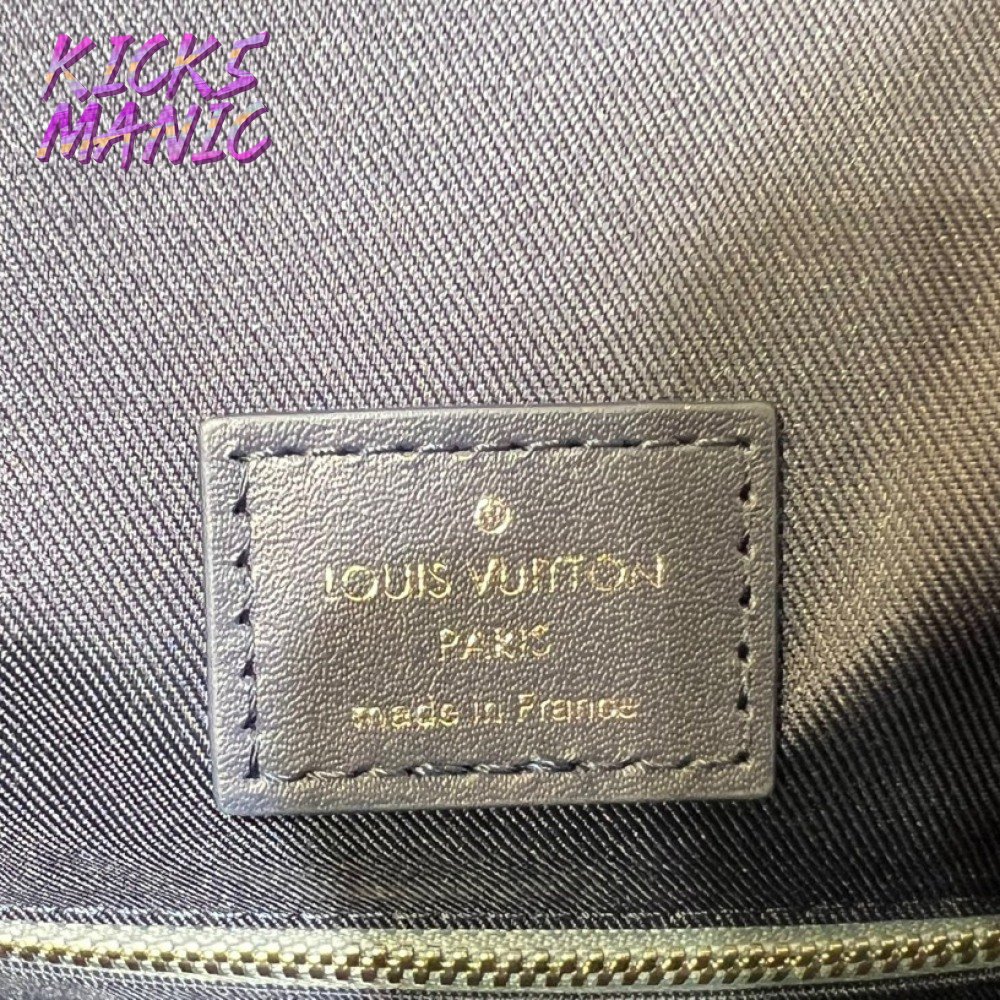 KICKS
MANIC
®
LOUIS VUITTON
PARIS
made in France